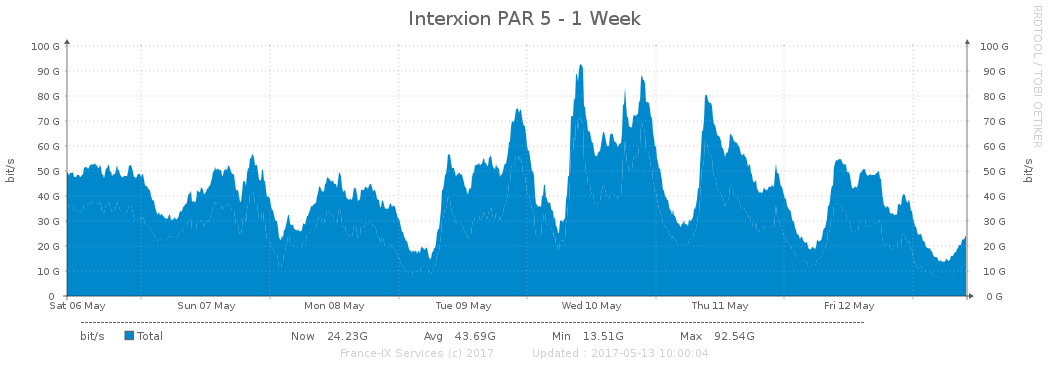 Interxion PAR 5 - 1 Week
RRDTOOL / TOBI OETIKER
100 G 100 G
90 G 90 G
80 G 80 G
70 G 70 G
60 G 60 G
50 G 50 G
40 G 40 G
30 G 30 G
20 G 20 G
10 G 10 G
0 0 G
bit/s bit/s
Sat 06 May Sun 07 May Mon 08 May Tue 09 May Wed 10 May Thu 11 May Fri 12 May
bit/s Total Now 24.23G Avg 43.69G Min 13.51G Max 92.54G
France-IX Services (c) 2017 Updated : 2017-05-13 10:00:04